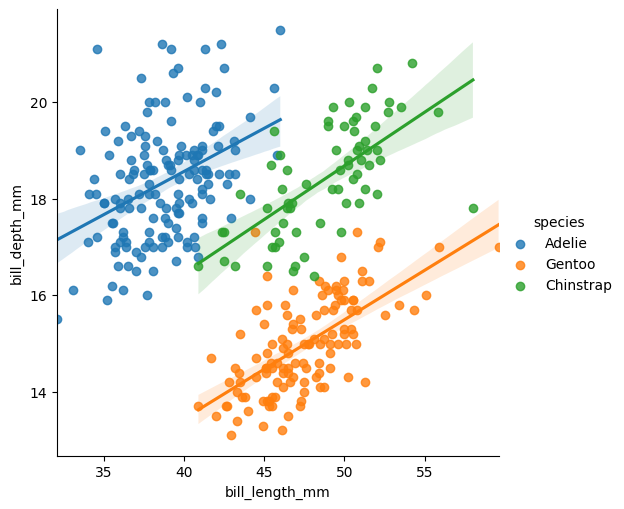 20
18
16
14
bill_depth_mm
35
40
45
50
55
bill_length_mm
species
Adelie
Gentoo
Chinstrap